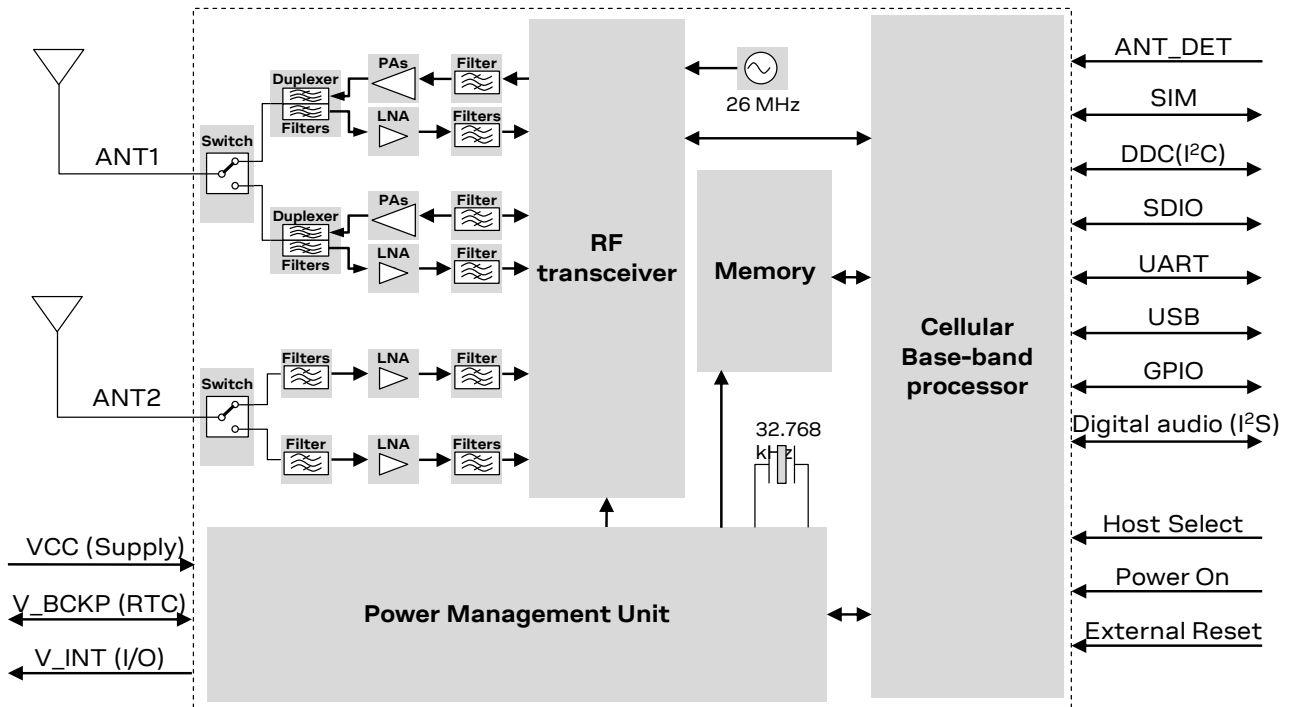 ANT1
Switch
Duplexer
Filters
PAs
Filter
LNA
Filters
Duplexer
Filters
PAs
Filter
LNA
Filter
ANT2
Switch
Filters
LNA
Filter
Filter
LNA
Filters
RF
transceiver
26 MHz
Memory
32.768
kHz
Cellular
Base-band
processor
Power Management Unit
VCC (Supply)
V_BCKP (RTC)
V_INT (I/O)
ANT_DET
SIM
DDC(I²C)
SDIO
UART
USB
GPIO
Digital audio (I²S)
Host Select
Power On
External Reset